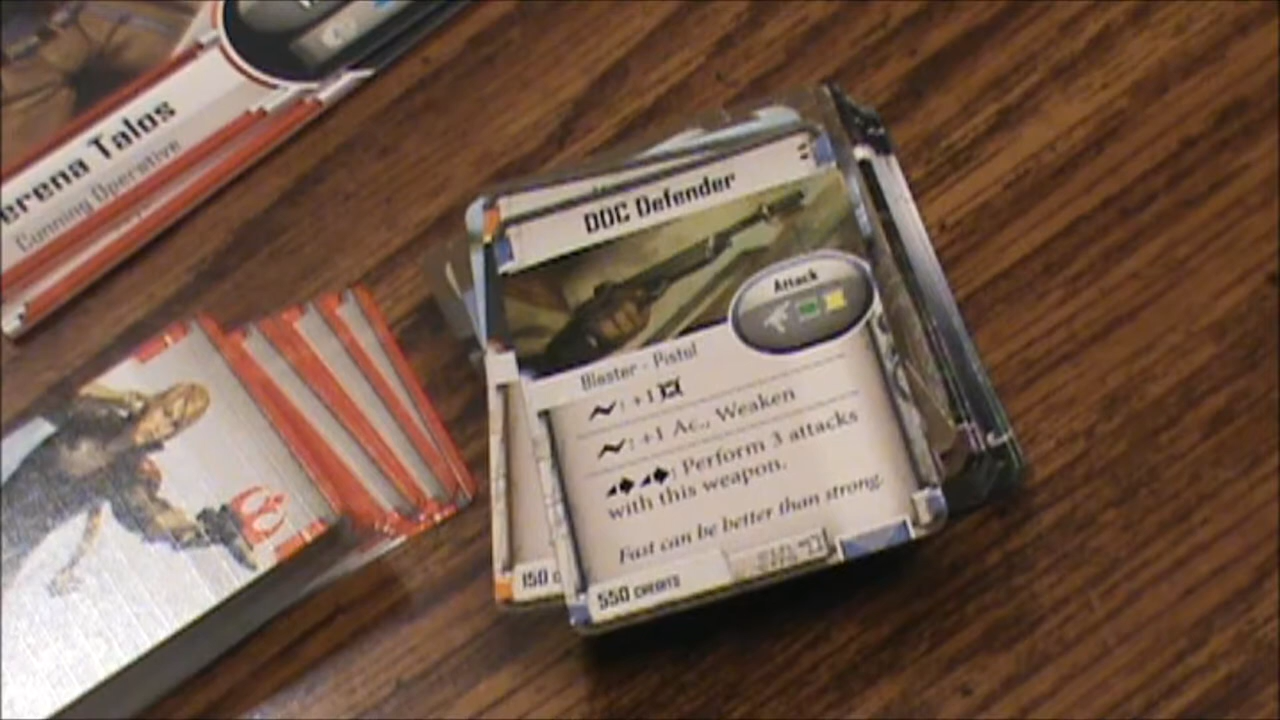 erena Talos
Cunning Operative
DDC Defender
Attack
Blaster - Pistol
: +1
: +1 Ac., Weaken
: Perform 3 attacks
with this weapon.
Fast can be better than strong.
550 CREDITS
150 C